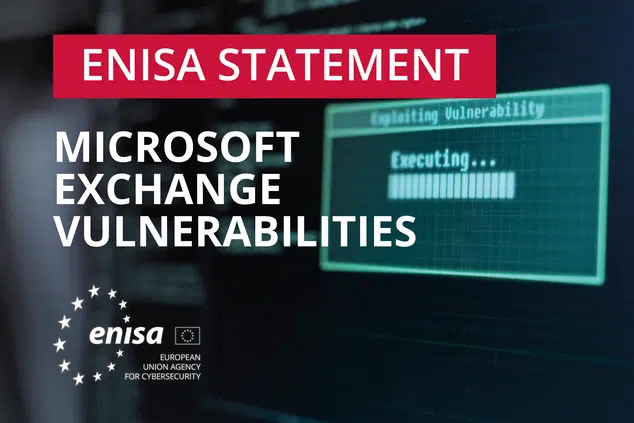 ENISA STATEMENT
MICROSOFT
EXCHANGE
VULNERABILITIES
Exploiting Vulnerability
Executing...
enisa
EUROPEAN
UNION AGENCY
FOR CYBERSECURITY